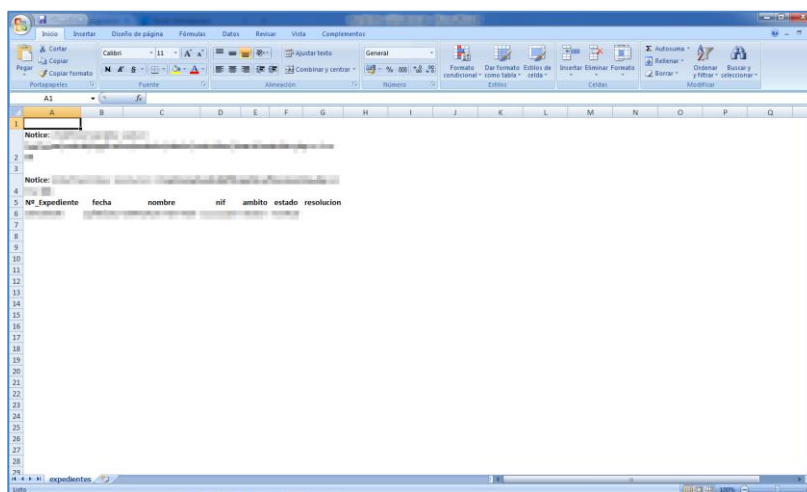 Inicio Insertar Diseño de página Fórmulas Datos Revisar Vista Complementos
Pegar
Cortar
Copiar
Copiar formato
Portapapeles
Calibri 11
N K S
Fuente
Ajustar texto
Combinar y centrar
Alineación
General
% 000
Número
Formato condicional
Dar formato como tabla
Estilos de celda
Estilos
Insertar Eliminar Formato
Celdas
Autosuma
Rellenar
Borrar
Ordenar y filtrar
Buscar y seleccionar
Modificar
A1 fx
A B C D E F G H I J K L M N O P Q
1
Notice:
2
3
Notice:
4
5 Nº_Expediente fecha nombre nif ambito estado resolucion
6
7
8
9
10
11
12
13
14
15
16
17
18
19
20
21
22
23
24
25
26
27
28
29
expedientes
Listo 100%